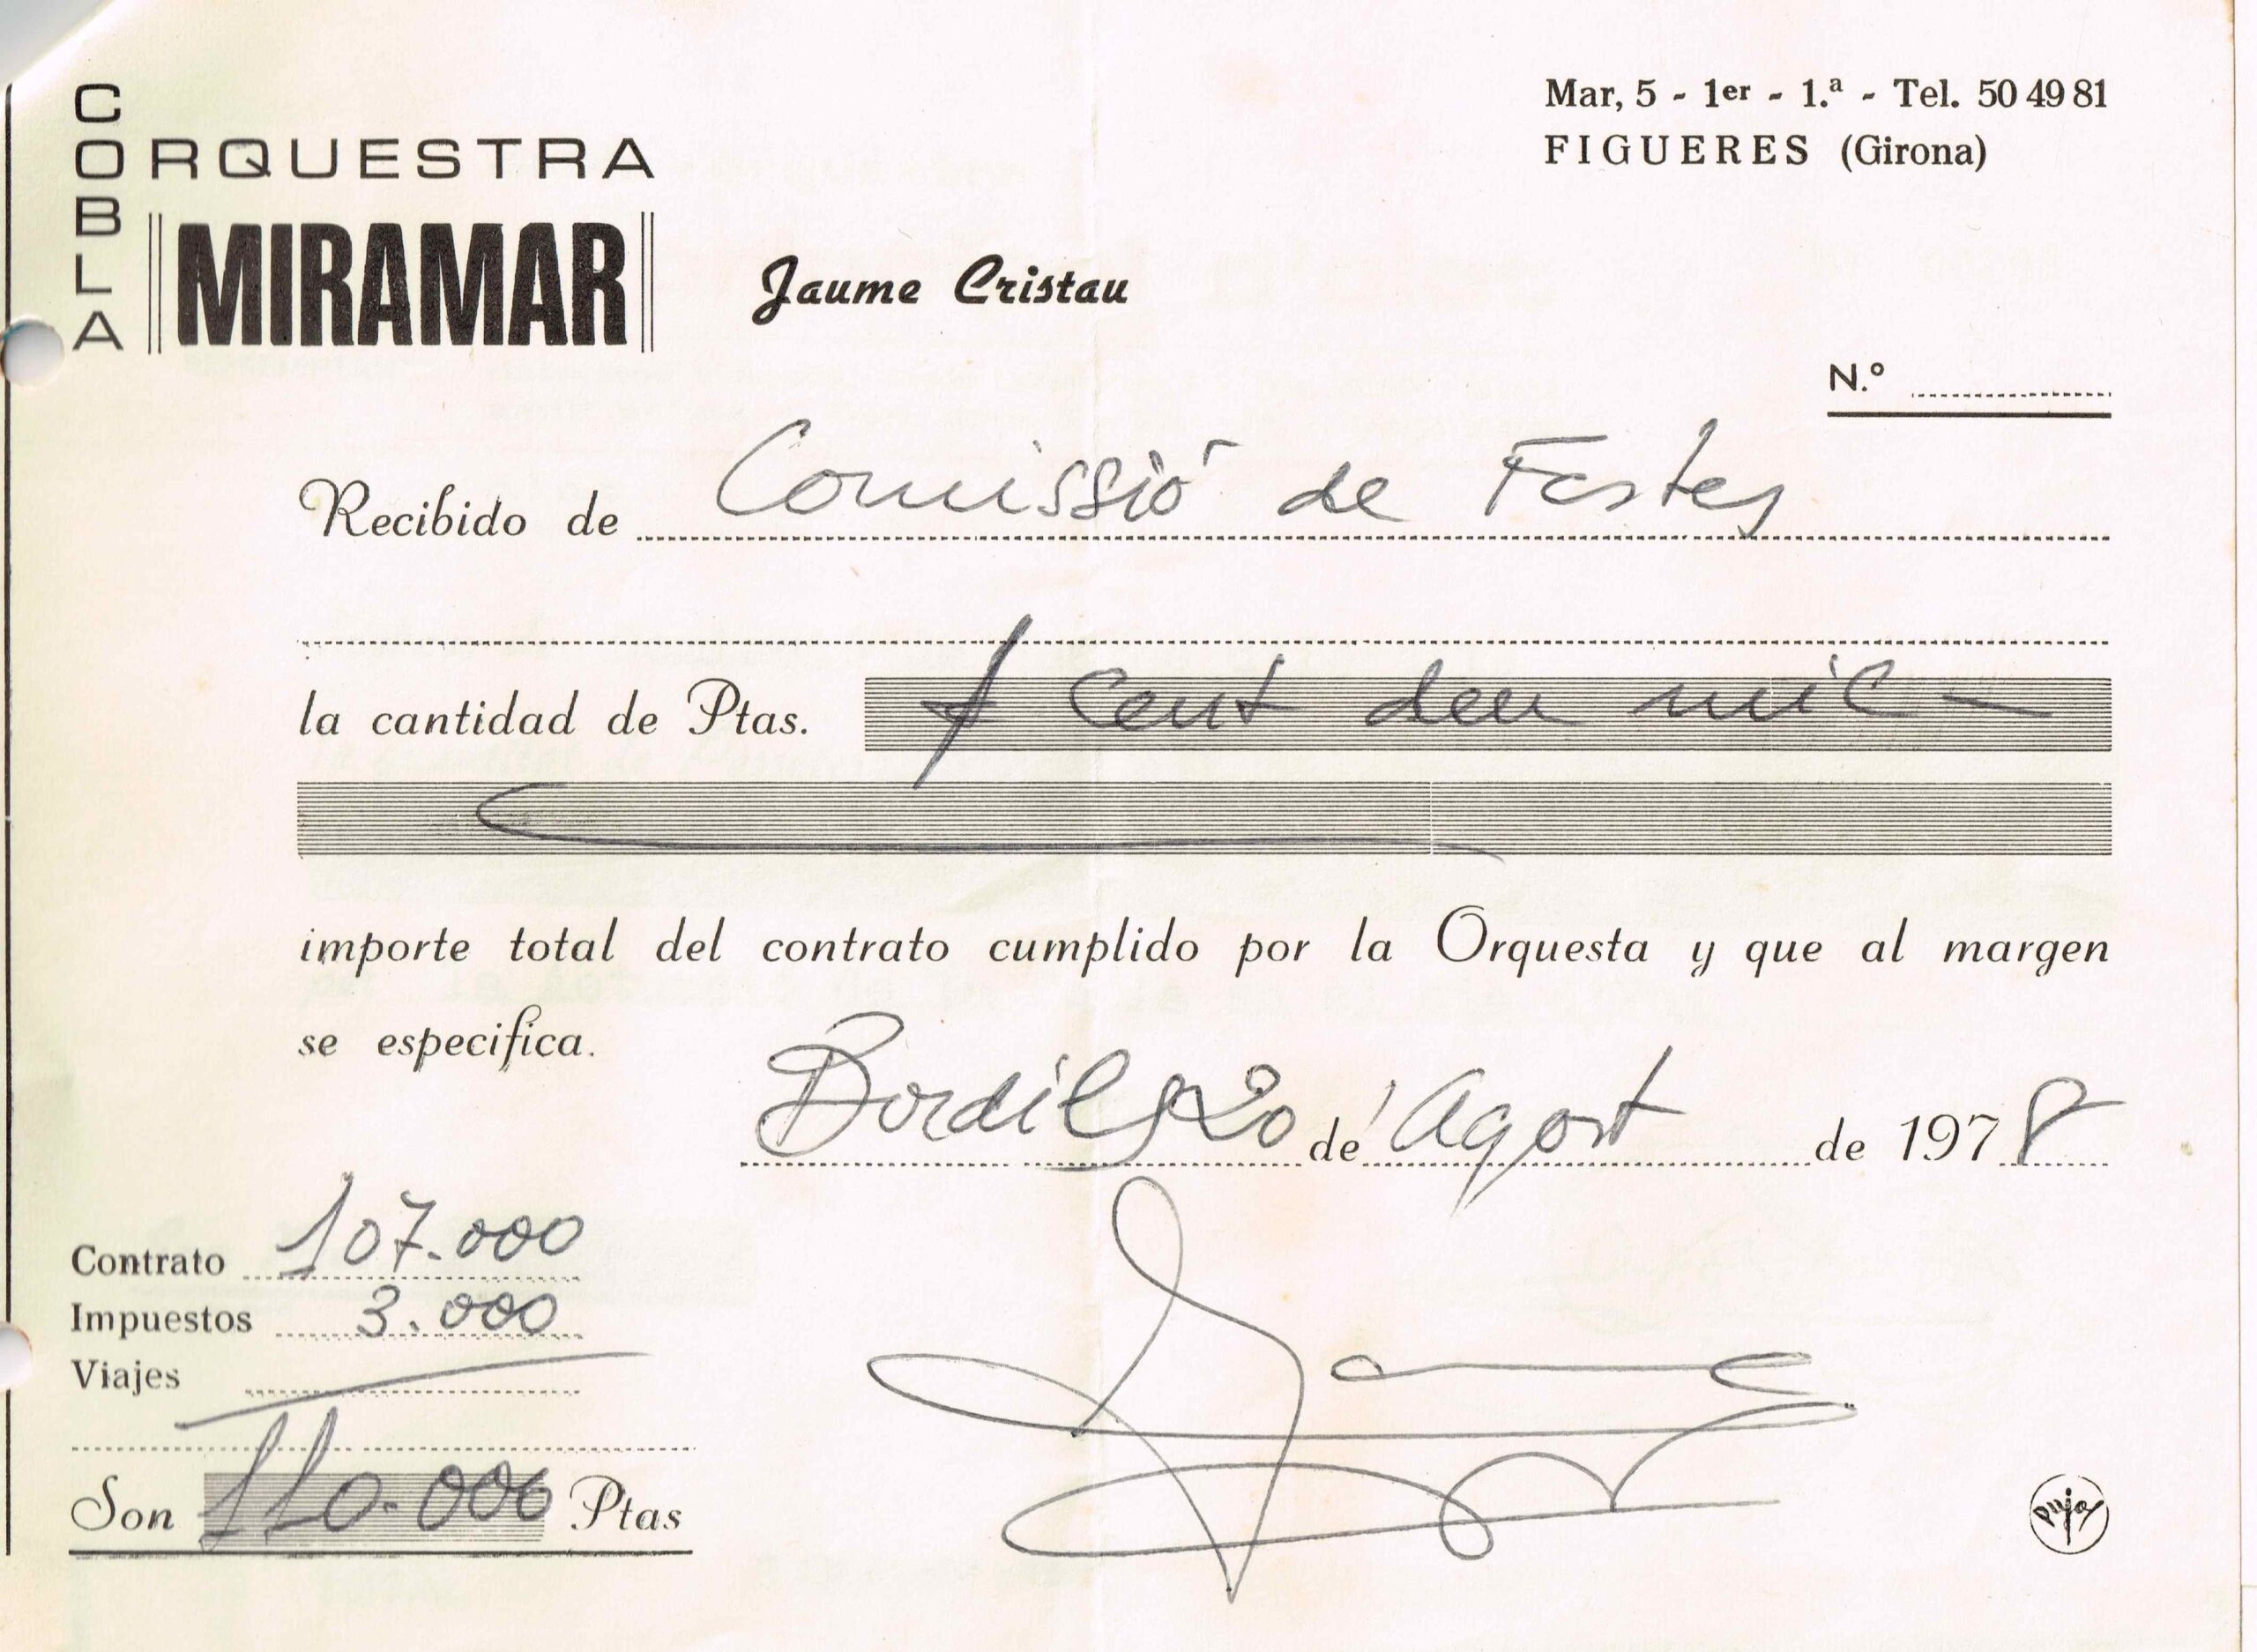 COBLA
ORQUESTRA
MIRAMAR
Jaume Cristau
Mar, 5 - 1er - 1.ª - Tel. 50 49 81
FIGUERES (Girona)
N.º
Recibido de Comissió de Festes
la cantidad de Ptas. cent deu mil —
importe total del contrato cumplido por la Orquesta y que al margen
se especifica.
Bordils 20 de Agost de 1978
Contrato 107.000
Impuestos 3.000
Viajes
Son 110.000 Ptas